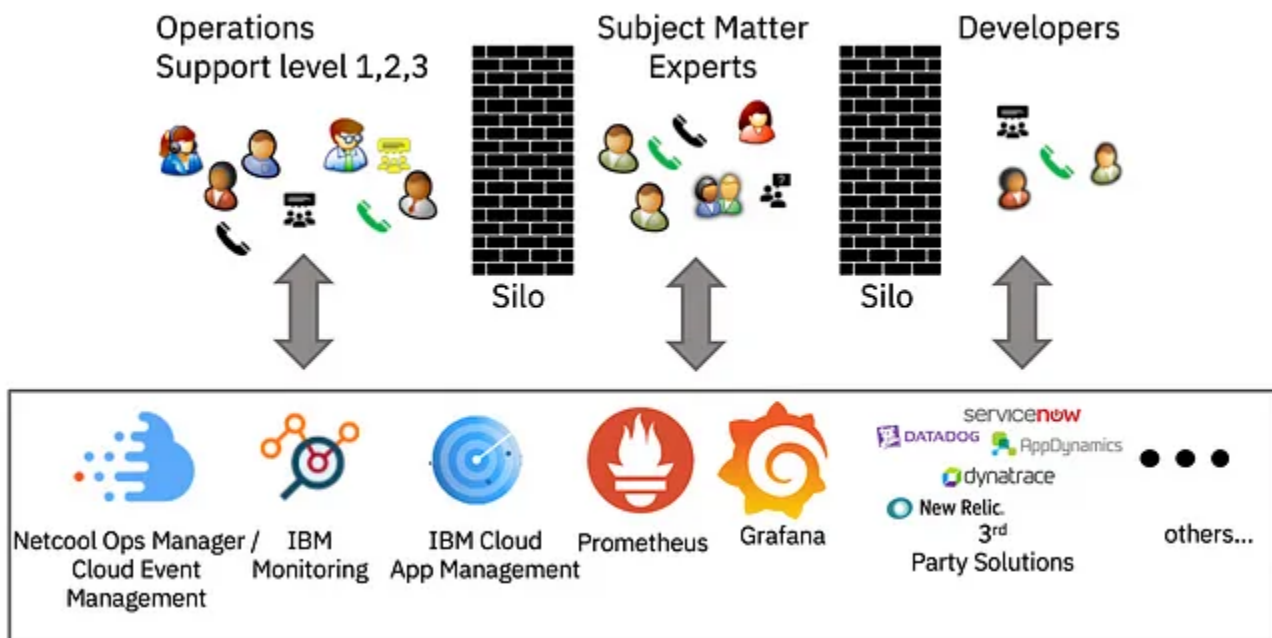 Operations
Support level 1,2,3
Subject Matter
Experts
Developers
Silo
Silo
Netcool Ops Manager /
Cloud Event
Management
IBM
Monitoring
IBM Cloud
App Management
Prometheus
Grafana
servicenow
DATADOG
AppDynamics
dynatrace
New Relic.
3rd
Party Solutions
others...